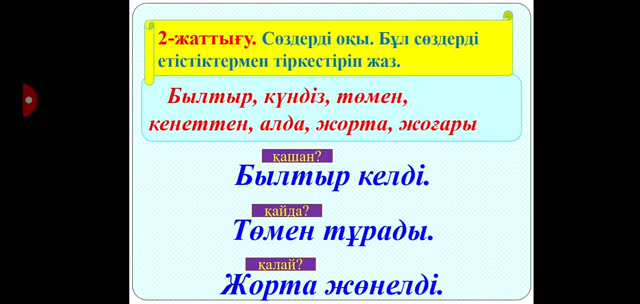 2-жаттығу. Сөздерді оқы. Бұл сөздерді
етістіктермен тіркестіріп жаз.
Былтыр, күндіз, төмен,
кенеттен, алда, жорта, жоғары
қашан?
Былтыр келді.
қайда?
Төмен тұрады.
қалай?
Жорта жөнелді.